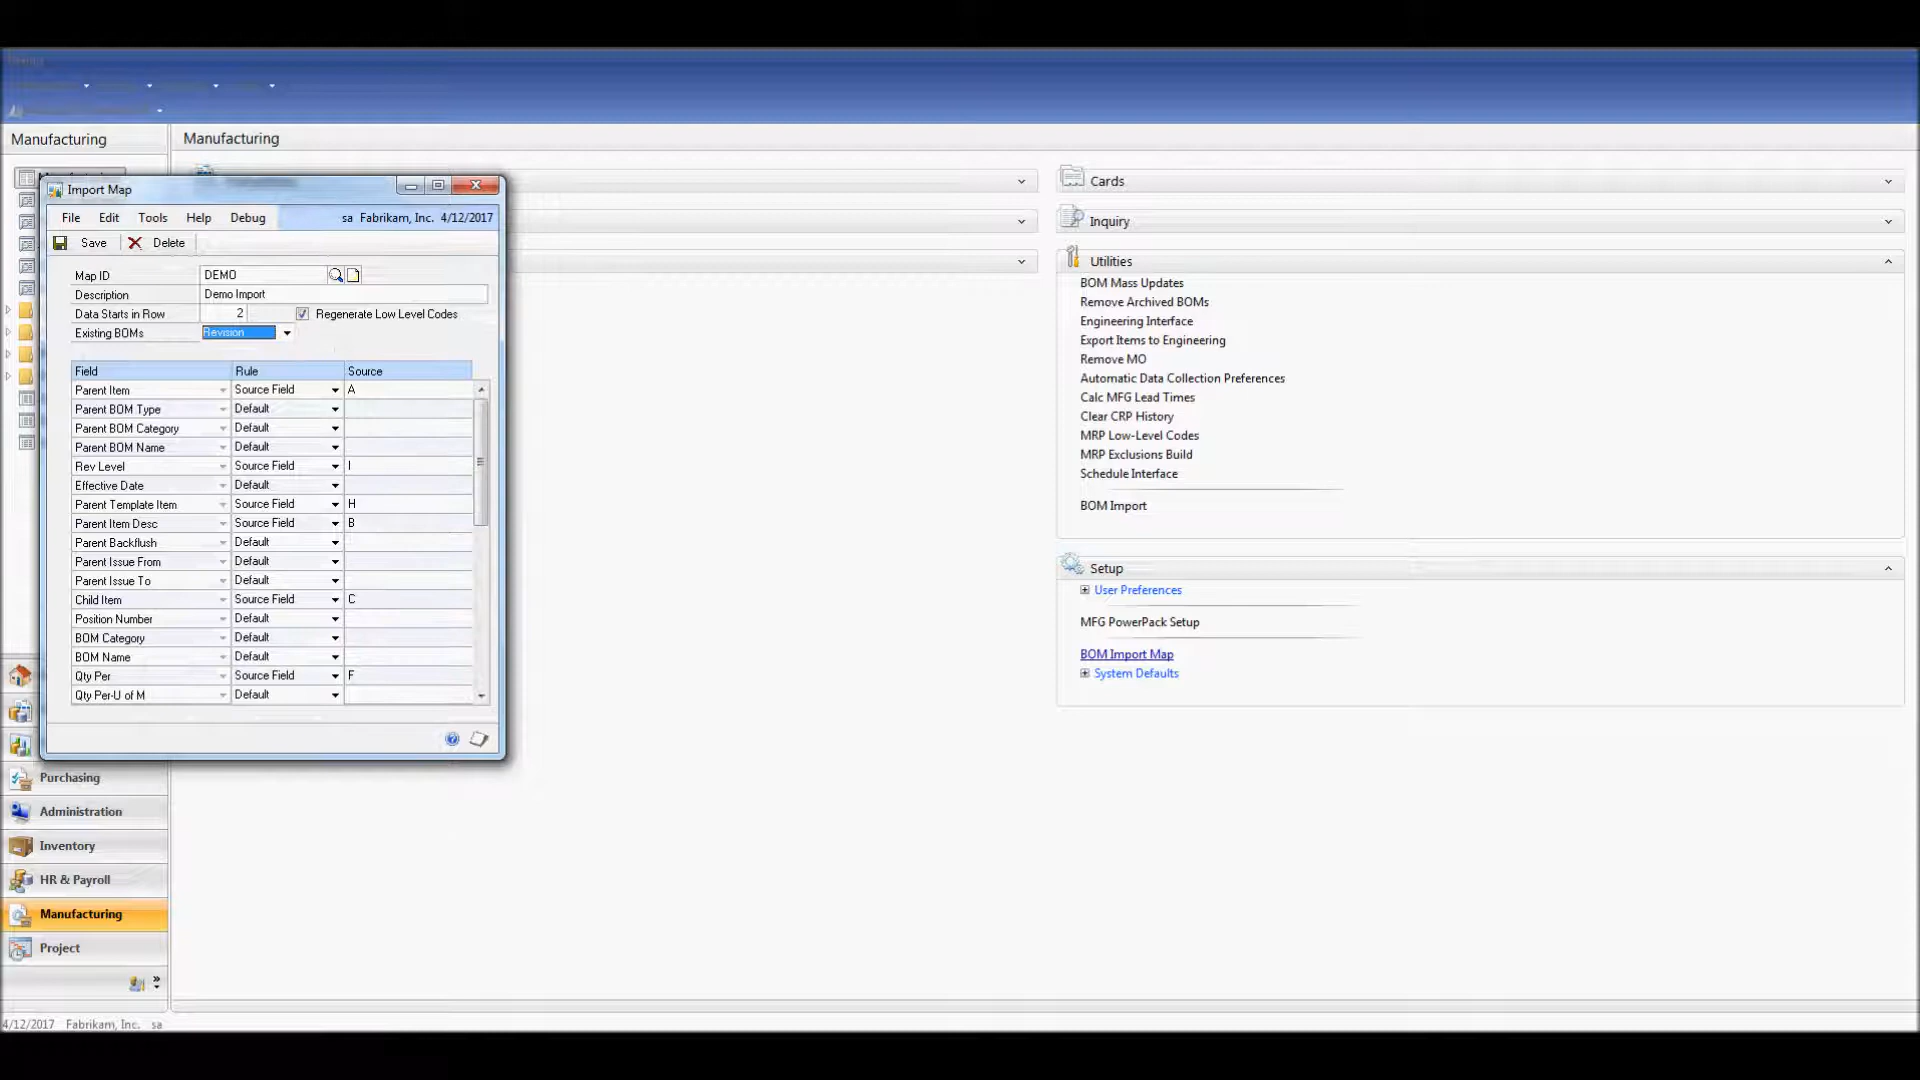 Manufacturing
Manufacturing
Import Map
File Edit Tools Help Debug
sa Fabrikam, Inc. 4/12/2017
Save Delete
Map ID DEMO
Description Demo Import
Data Starts in Row 2 Regenerate Low Level Codes
Existing BOMs Revision
Field Rule Source
Parent Item Source Field A
Parent BOM Type Default
Parent BOM Category Default
Parent BOM Name Default
Rev Level Source Field I
Effective Date Default
Parent Template Item Source Field H
Parent Item Desc Source Field B
Parent Backflush Default
Parent Issue From Default
Parent Issue To Default
Child Item Source Field C
Position Number Default
BOM Category Default
BOM Name Default
Qty Per Source Field F
Qty Per-U of M Default
Purchasing
Administration
Inventory
HR & Payroll
Manufacturing
Project
Cards
Inquiry
Utilities
BOM Mass Updates
Remove Archived BOMs
Engineering Interface
Export Items to Engineering
Remove MO
Automatic Data Collection Preferences
Calc MFG Lead Times
Clear CRP History
MRP Low-Level Codes
MRP Exclusions Build
Schedule Interface
BOM Import
Setup
User Preferences
MFG PowerPack Setup
BOM Import Map
System Defaults
4/12/2017 Fabrikam, Inc. sa